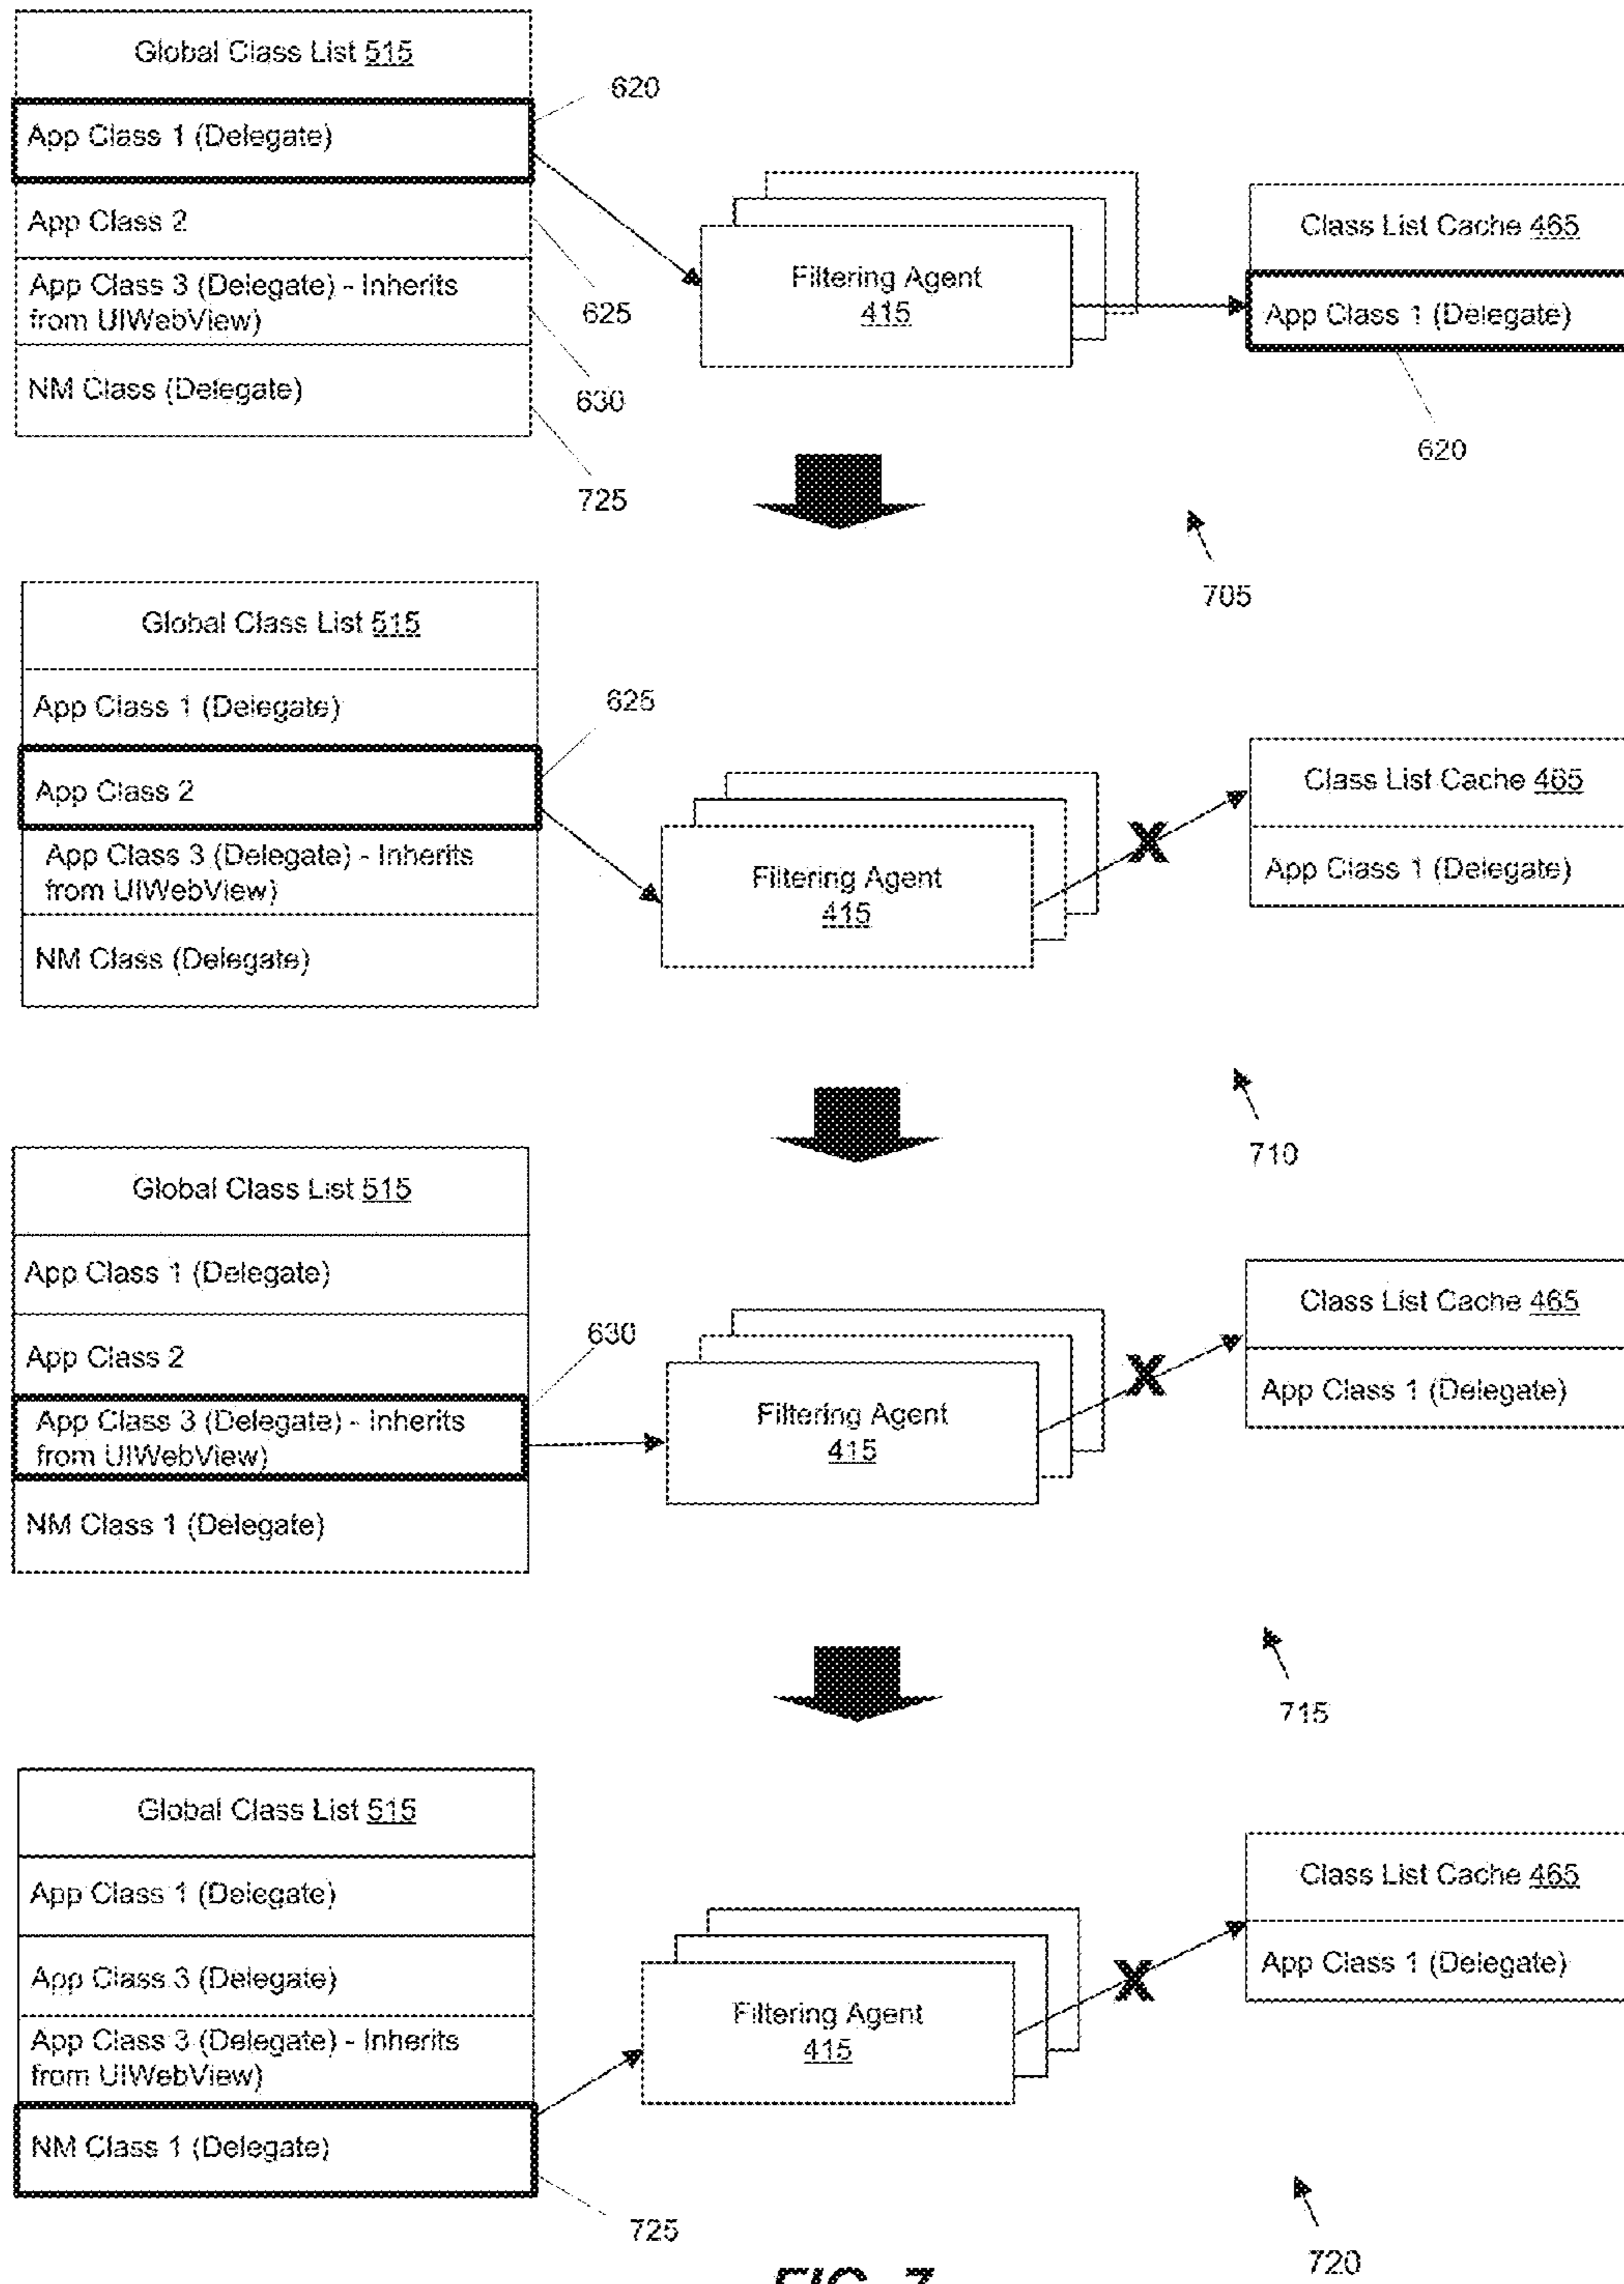 Global Class List 515
620
App Class 1 (Delegate)
App Class 2
Class List Cache 465
App Class 3 (Delegate) - Inherits
from UIWebView)
Filtering Agent
415
625
App Class 1 (Delegate)
NM Class (Delegate)
630
620
725
705
Global Class List 515
625
App Class 1 (Delegate)
App Class 2
Class List Cache 465
App Class 3 (Delegate) - Inherits
from UIWebView)
Filtering Agent
415
X
App Class 1 (Delegate)
NM Class (Delegate)
710
Global Class List 515
App Class 1 (Delegate)
Class List Cache 465
630
App Class 2
App Class 3 (Delegate) - Inherits
from UIWebView)
Filtering Agent
415
X
App Class 1 (Delegate)
NM Class 1 (Delegate)
715
Global Class List 515
Class List Cache 465
App Class 1 (Delegate)
App Class 3 (Delegate)
X
App Class 1 (Delegate)
Filtering Agent
415
App Class 3 (Delegate) - Inherits
from UIWebView)
NM Class 1 (Delegate)
725
720
FIG. 7